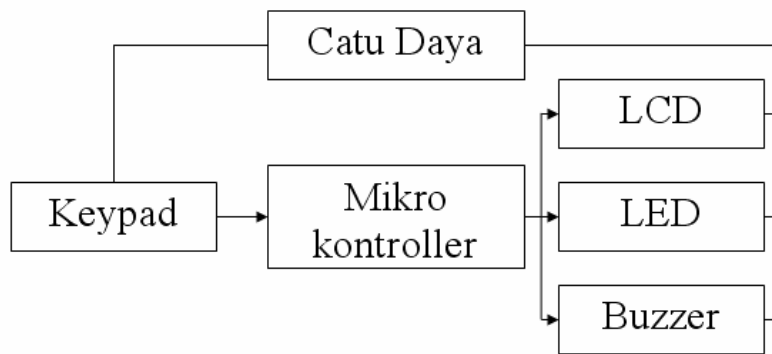 Catu Daya
LCD
Keypad
Mikro
kontroller
LED
Buzzer